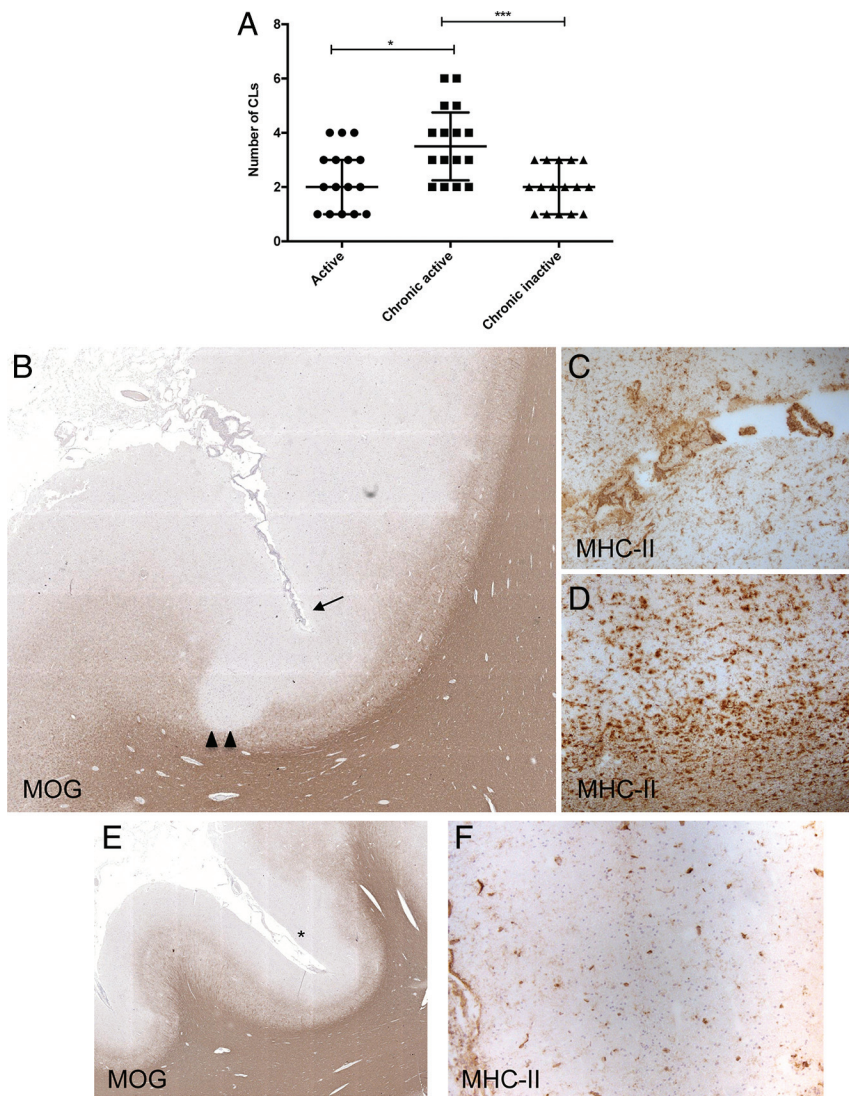 A
8
6
4
2
0
Number of CLs
*
***
Active
Chronic active
Chronic inactive
B
MOG
C
MHC-II
D
MHC-II
E
*
MOG
F
MHC-II